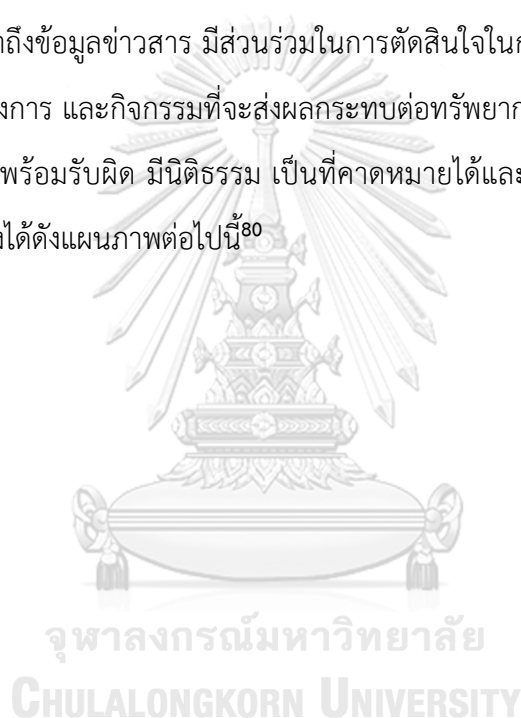 าถึงข้อมูลข่าวสาร มีส่วนร่วมในการตัดสินใจในก
งการ และกิจกรรมที่จะส่งผลกระทบต่อทรัพยาก
พร้อมรับผิด มีนิติธรรม เป็นที่คาดหมายได้และ
งได้ดังแผนภาพต่อไปนี้80
จุฬาลงกรณ์มหาวิทยาลัย
CHULALONGKORN UNIVERSITY